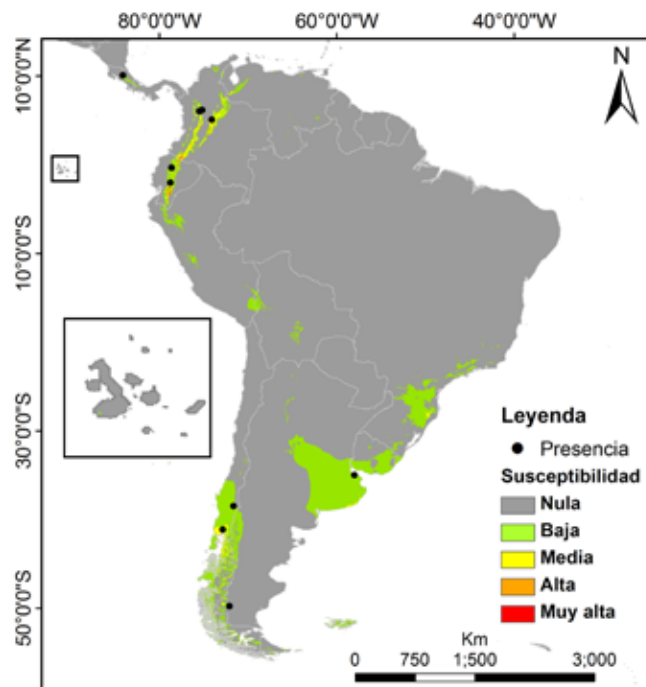 80°0'0"O
60°0'0"O
40°0'0"O
N
10°0'0"N
10°0'0"S
30°0'0"S
50°0'0"S
Leyenda
Presencia
Susceptibilidad
Nula
Baja
Media
Alta
Muy alta
Km
0 750 1;500 3;000